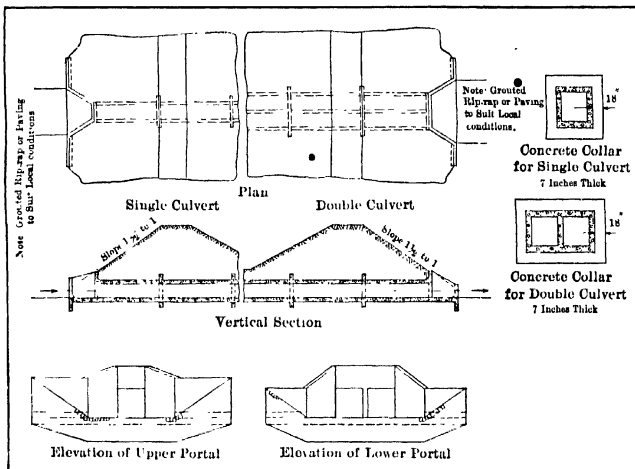 Note Grouted Rip-rap or Paving
to Suit Local conditions
Note· Grouted
Rip-rap or Paving
to Suit Local
conditions.
Plan
Single Culvert
Double Culvert
18"
Concrete Collar
for Single Culvert
7 Inches Thick
Slope 1½ to 1
Slope 1½ to 1
Vertical Section
18"
Concrete Collar
for Double Culvert
7 Inches Thick
Elevation of Upper Portal
Elevation of Lower Portal